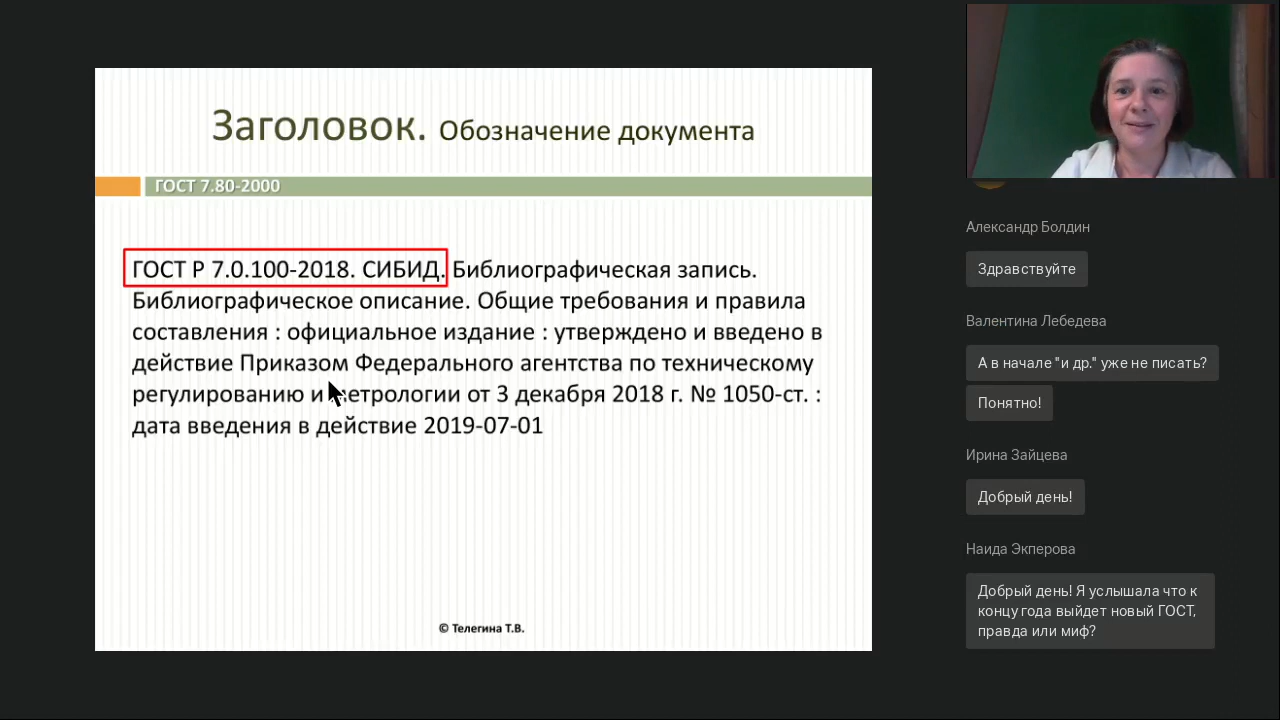 Заголовок. Обозначение документа
ГОСТ 7.80-2000
ГОСТ Р 7.0.100-2018. СИБИД. Библиографическая запись.
Библиографическое описание. Общие требования и правила
составления : официальное издание : утверждено и введено в
действие Приказом Федерального агентства по техническому
регулированию и метрологии от 3 декабря 2018 г. № 1050-ст. :
дата введения в действие 2019-07-01
© Телегина Т.В.
Александр Болдин
Здравствуйте
Валентина Лебедева
А в начале "и др." уже не писать?
Понятно!
Ирина Зайцева
Добрый день!
Наида Экперова
Добрый день! Я услышала что к
концу года выйдет новый ГОСТ,
правда или миф?